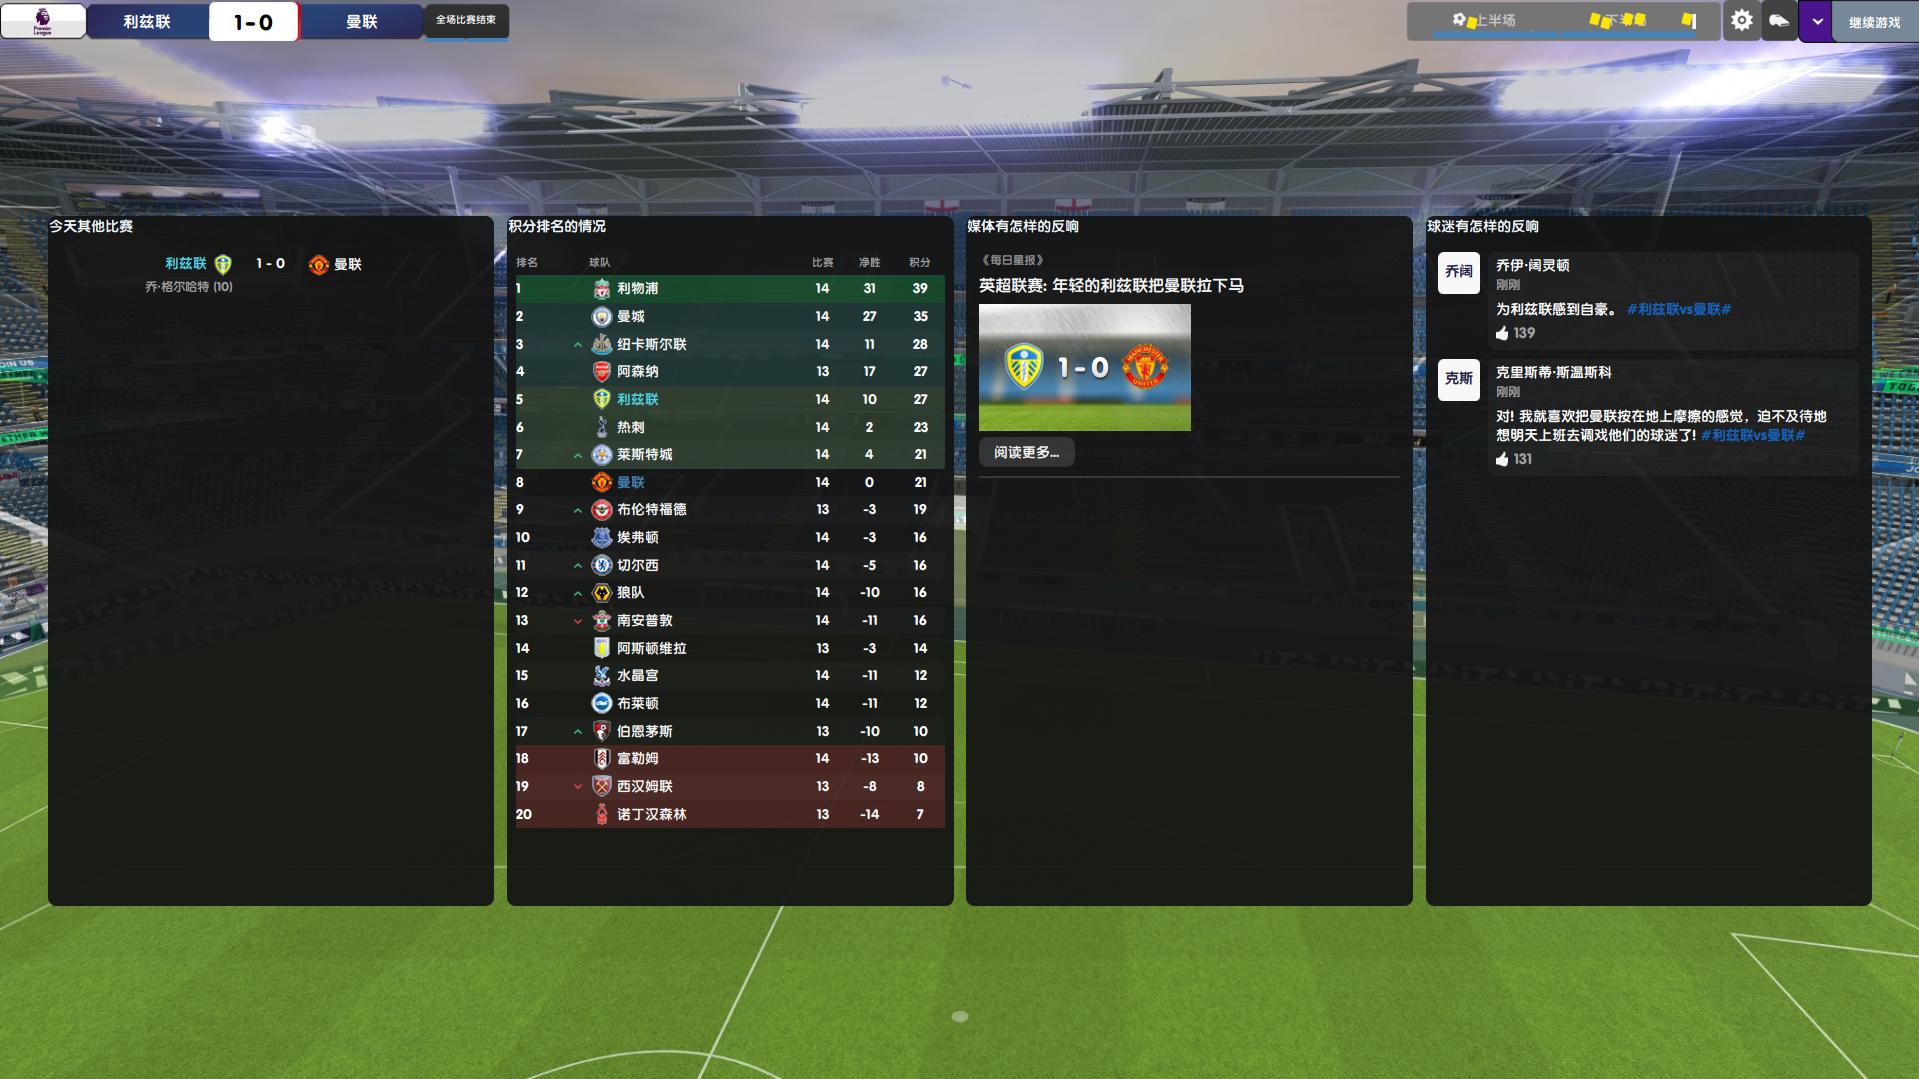 Premier League
利兹联
1-0
曼联
全场比赛结束
上半场
继续游戏
今天其他比赛
利兹联 1 - 0 曼联
乔·格尔哈特 (10)
积分排名的情况
排名 球队 比赛 净胜 积分
1 利物浦 14 31 39
2 曼城 14 27 35
3 纽卡斯尔联 14 11 28
4 阿森纳 13 17 27
5 利兹联 14 10 27
6 热刺 14 2 23
7 莱斯特城 14 4 21
8 曼联 14 0 21
9 布伦特福德 13 -3 19
10 埃弗顿 14 -3 16
11 切尔西 14 -5 16
12 狼队 14 -10 16
13 南安普敦 14 -11 16
14 阿斯顿维拉 13 -3 14
15 水晶宫 14 -11 12
16 布莱顿 14 -11 12
17 伯恩茅斯 13 -10 10
18 富勒姆 14 -13 10
19 西汉姆联 13 -8 8
20 诺丁汉森林 13 -14 7
媒体有怎样的反响
《每日星报》
英超联赛: 年轻的利兹联把曼联拉下马
1-0
阅读更多...
球迷有怎样的反响
乔阔
乔伊·阔灵顿
刚刚
为利兹联感到自豪。 #利兹联vs曼联#
139
克斯
克里斯蒂·斯温斯科
刚刚
对! 我就喜欢把曼联按在地上摩擦的感觉，迫不及待地
想明天上班去调戏他们的球迷了! #利兹联vs曼联#
131